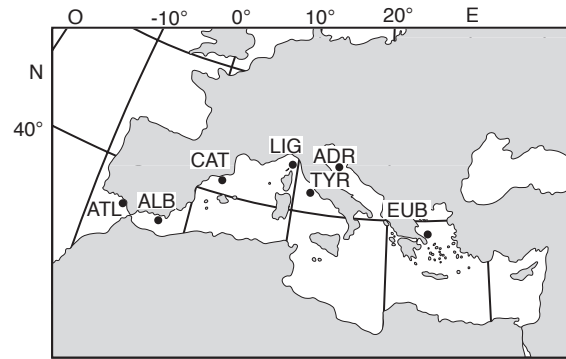 O -10° 0° 10° 20° E
N
40°
LIG ADR
CAT TYR
ATL ALB EUB